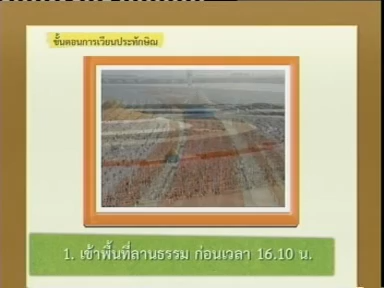 ขั้นตอนการเวียนประทักษิณ
1. เข้าพื้นที่ลานธรรม ก่อนเวลา 16.10 น.